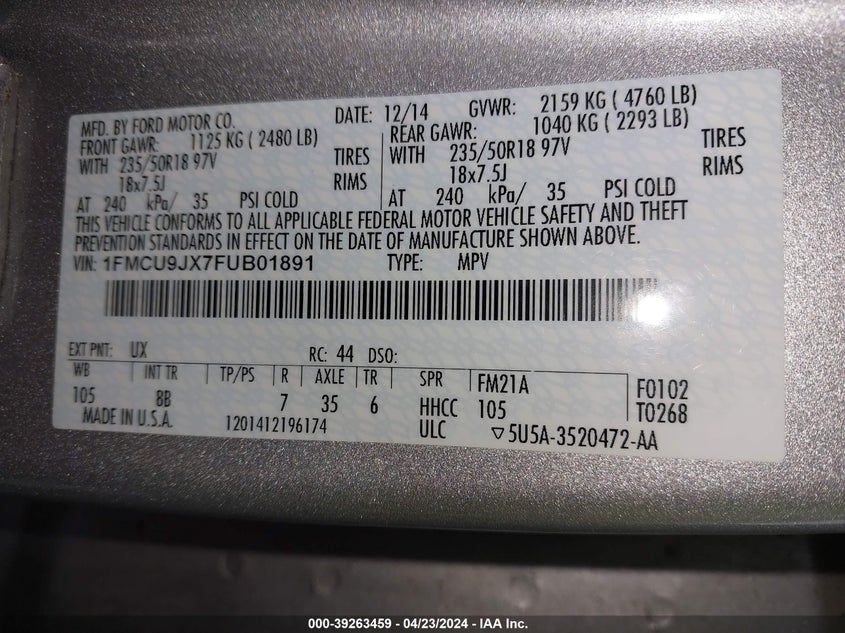 MFD. BY FORD MOTOR CO. DATE: 12/14 GVWR: 2159 KG ( 4760 LB)
FRONT GAWR: 1125 KG ( 2480 LB) REAR GAWR: 1040 KG ( 2293 LB)
WITH 235/50R18 97V TIRES WITH 235/50R18 97V TIRES
18x7.5J RIMS 18x7.5J RIMS
AT 240 kPa/ 35 PSI COLD AT 240 kPa/ 35 PSI COLD
THIS VEHICLE CONFORMS TO ALL APPLICABLE FEDERAL MOTOR VEHICLE SAFETY AND THEFT
PREVENTION STANDARDS IN EFFECT ON THE DATE OF MANUFACTURE SHOWN ABOVE.
VIN: 1FMCU9JX7FUB01891 TYPE: MPV
EXT PNT: UX RC: 44 DSO:
WB INT TR TP/PS R AXLE TR SPR FM21A F0102
105 8B 7 35 6 HHCC 105 T0268
MADE IN U.S.A. 1201412196174 ULC ▽5U5A-3520472-AA
000-39263459 - 04/23/2024 - IAA Inc.